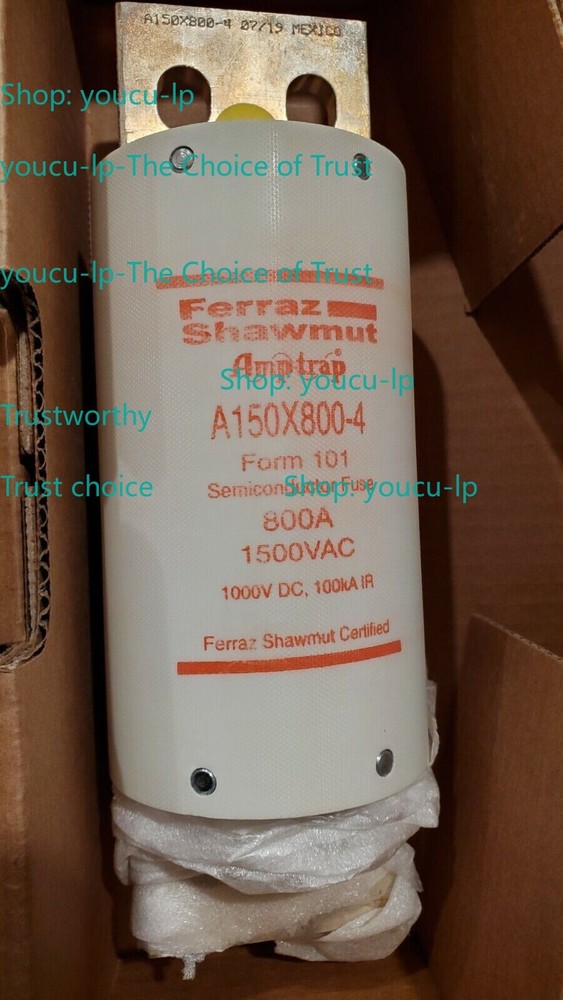 A150X800-4 07/19 MEXICO
Shop: youcu-lp
youcu-lp-The Choice of Trust
youcu-lp-The Choice of Trust
Ferraz
Shawmut
Amp-trap
Shop: youcu-lp
Trustworthy
A150X800-4
Form 101
Trust choice
Semiconductor Fuse
Shop: youcu-lp
800A
1500VAC
1000V DC, 100kA IR
Ferraz Shawmut Certified